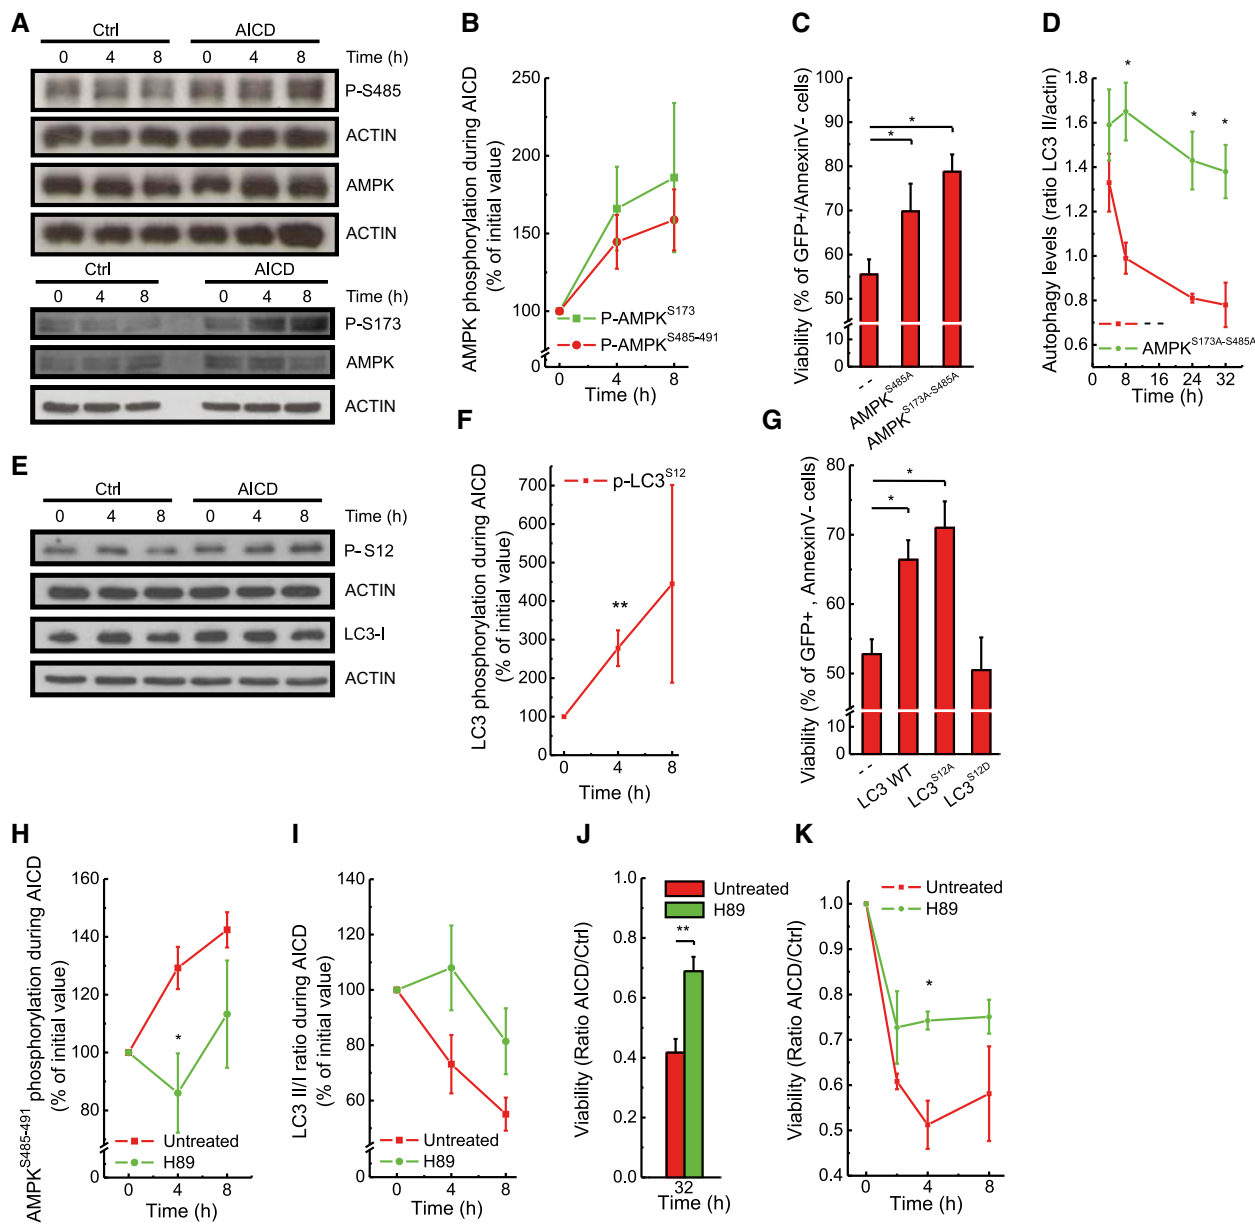 A
Ctrl AICD
0 4 8 0 4 8 Time (h)
P-S485
ACTIN
AMPK
ACTIN
Ctrl AICD
0 4 8 0 4 8 Time (h)
P-S173
AMPK
ACTIN
B
AMPK phosphorylation during AICD
(% of initial value)
250
200
150
100
0
P-AMPK^S173
P-AMPK^S485-491
0 4 8
Time (h)
C
Viability (% of GFP+/AnnexinV- cells)
100
90
80
70
60
50
10
0
* *
--
AMPK^S485A
AMPK^S173A-S485A
D
Autophagy levels (ratio LC3 II/actin)
1.8
1.6
1.4
1.2
1.0
0.8
0.6
* * *
--
AMPK^S173A-S485A
0 8 16 24 32
Time (h)
E
Ctrl AICD
0 4 8 0 4 8 Time (h)
P-S12
ACTIN
LC3-I
ACTIN
F
LC3 phosphorylation during AICD
(% of initial value)
700
600
500
400
300
200
100
0
p-LC3^S12
**
0 4 8
Time (h)
G
Viability (% of GFP+ , AnnexinV- cells)
80
70
60
50
10
0
* *
--
LC3 WT
LC3^S12A
LC3^S12D
H
AMPK^S485-491 phosphorylation during AICD
(% of initial value)
160
140
120
100
80
0
*
Untreated
H89
0 4 8
Time (h)
I
LC3 II/I ratio during AICD
(% of initial value)
140
120
100
80
60
0
Untreated
H89
0 4 8
Time (h)
J
Viability (Ratio AICD/Ctrl)
1.0
0.8
0.6
0.4
0.2
0.0
Untreated
H89
**
32
Time (h)
K
Viability (Ratio AICD/Ctrl)
1.0
0.9
0.8
0.7
0.6
0.5
0.4
Untreated
H89
*
0 4 8
Time (h)